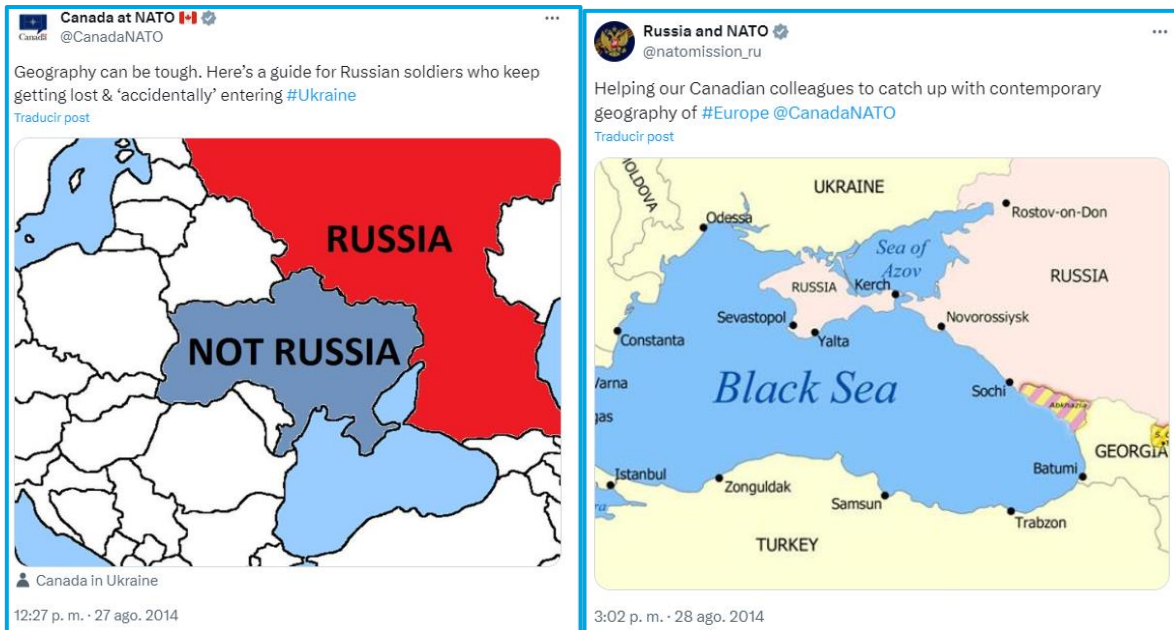 Canada at NATO
Canada
@CanadaNATO
Geography can be tough. Here's a guide for Russian soldiers who keep
getting lost & ‘accidentally’ entering #Ukraine
Traducir post
RUSSIA
NOT RUSSIA
Canada in Ukraine
12:27 p. m. · 27 ago. 2014
Russia and NATO
@natomission_ru
Helping our Canadian colleagues to catch up with contemporary
geography of #Europe @CanadaNATO
Traducir post
MOLDOVA
UKRAINE
Odessa
Rostov-on-Don
Sea of
Azov
RUSSIA
RUSSIA
Kerch
Sevastopol
Yalta
Novorossiysk
Constanta
Varna
Black Sea
Sochi
Abkhazia
gas
S.O
GEORGIA
Istanbul
Zonguldak
Batumi
Samsun
ra
Trabzon
TURKEY
3:02 p. m. · 28 ago. 2014